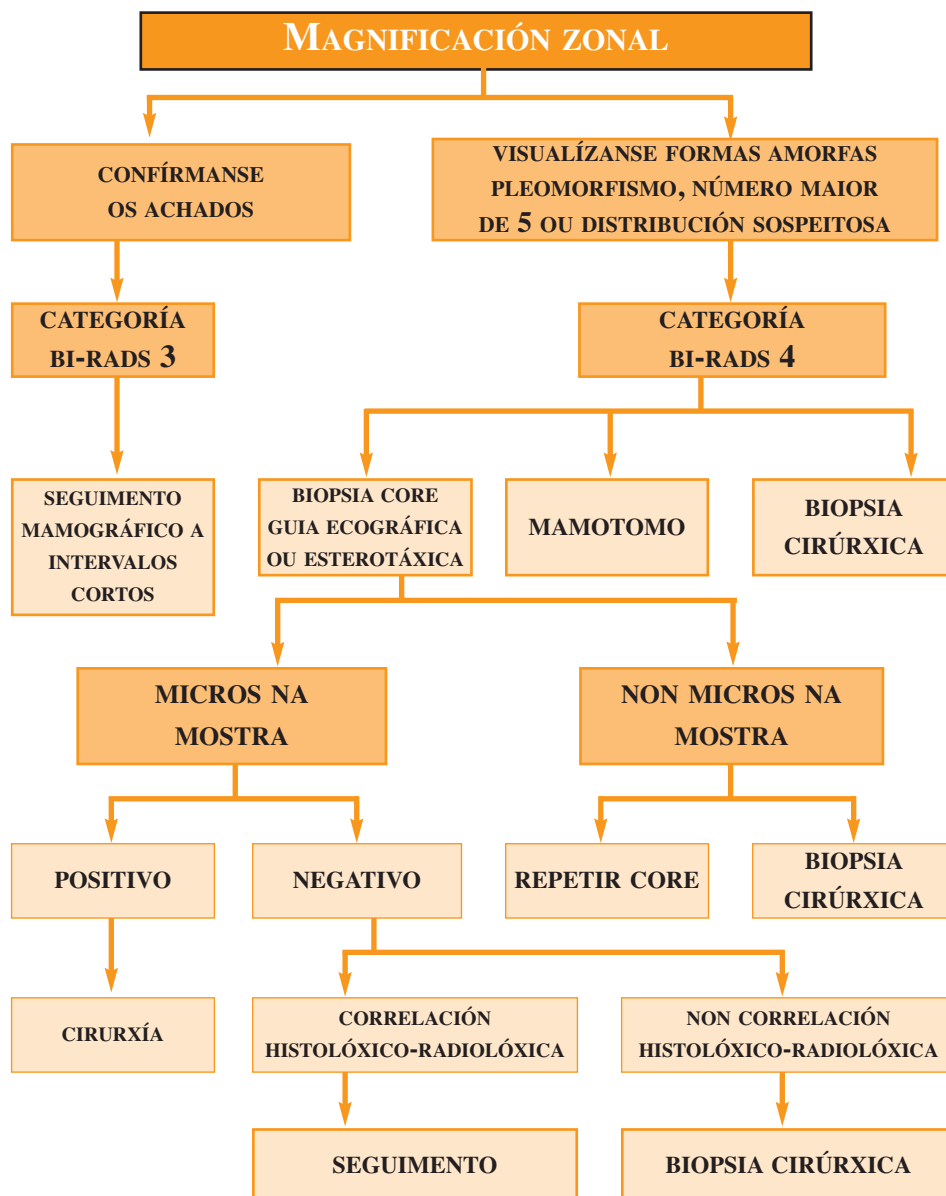 MAGNIFICACIÓN ZONAL
CONFÍRMANSE
OS ACHADOS
VISUALÍZANSE FORMAS AMORFAS
PLEOMORFISMO, NÚMERO MAIOR
DE 5 OU DISTRIBUCIÓN SOSPEITOSA
CATEGORÍA
BI-RADS 3
CATEGORÍA
BI-RADS 4
SEGUIMENTO
MAMOGRÁFICO A
INTERVALOS
CORTOS
BIOPSIA CORE
GUIA ECOGRÁFICA
OU ESTEROTÁXICA
MAMOTOMO
BIOPSIA
CIRÚRXICA
MICROS NA
MOSTRA
NON MICROS NA
MOSTRA
POSITIVO
NEGATIVO
REPETIR CORE
BIOPSIA
CIRÚRXICA
CIRURXÍA
CORRELACIÓN
HISTOLÓXICO-RADIOLÓXICA
NON CORRELACIÓN
HISTOLÓXICO-RADIOLÓXICA
SEGUIMENTO
BIOPSIA CIRÚRXICA